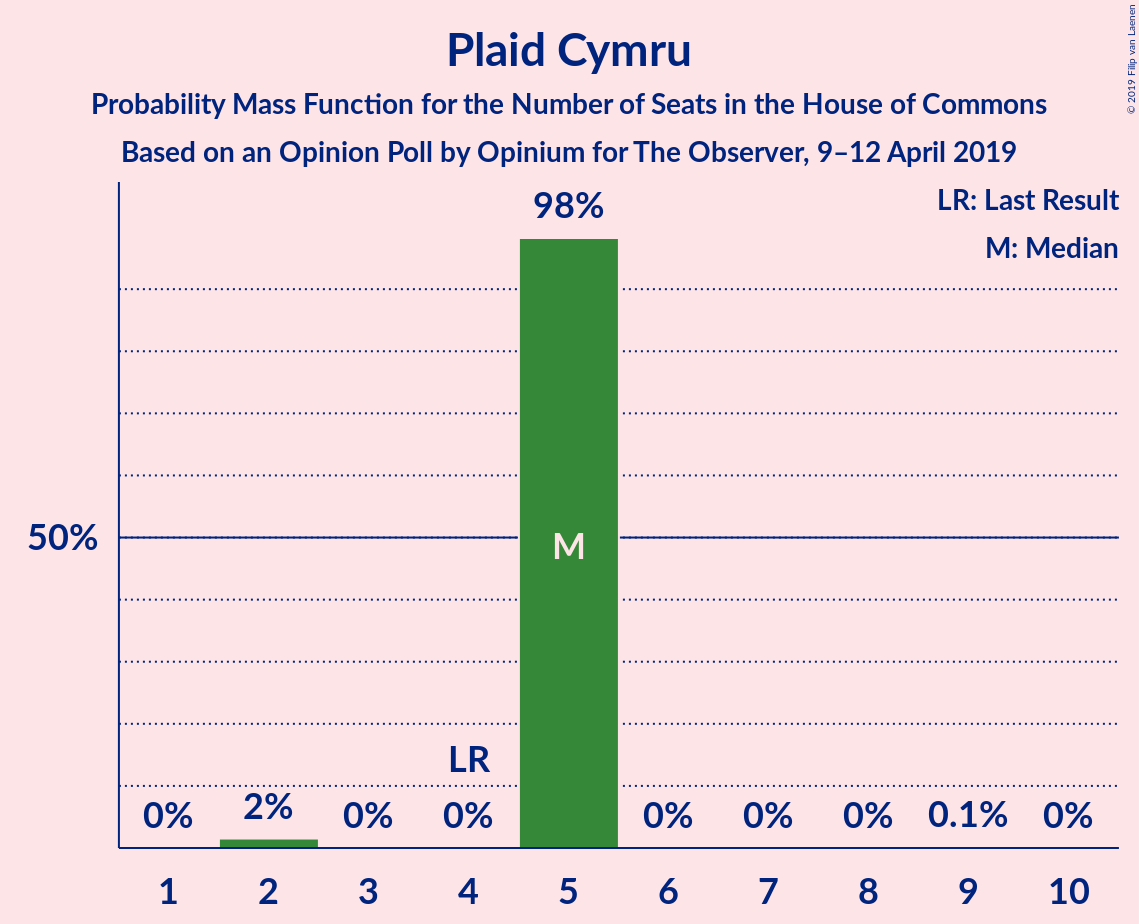 Plaid Cymru
Probability Mass Function for the Number of Seats in the House of Commons
Based on an Opinion Poll by Opinium for The Observer, 9–12 April 2019
© 2019 Filip van Laenen
LR: Last Result
M: Median
98%
50%
M
LR
0%
2%
0%
0%
0%
0%
0%
0.1%
0%
1
2
3
4
5
6
7
8
9
10